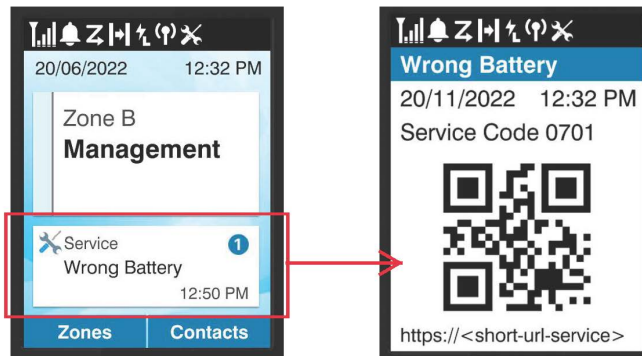 20/06/2022 12:32 PM
Zone B
Management
Service 1
Wrong Battery
12:50 PM
Zones Contacts
Wrong Battery
20/11/2022 12:32 PM
Service Code 0701
https://<short-url-service>